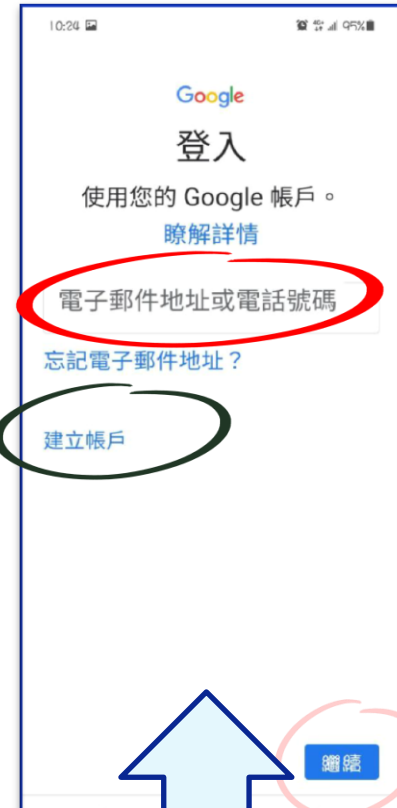 10:24 95%
Google
登入
使用您的 Google 帳戶。
瞭解詳情
電子郵件地址或電話號碼
忘記電子郵件地址？
建立帳戶
繼續